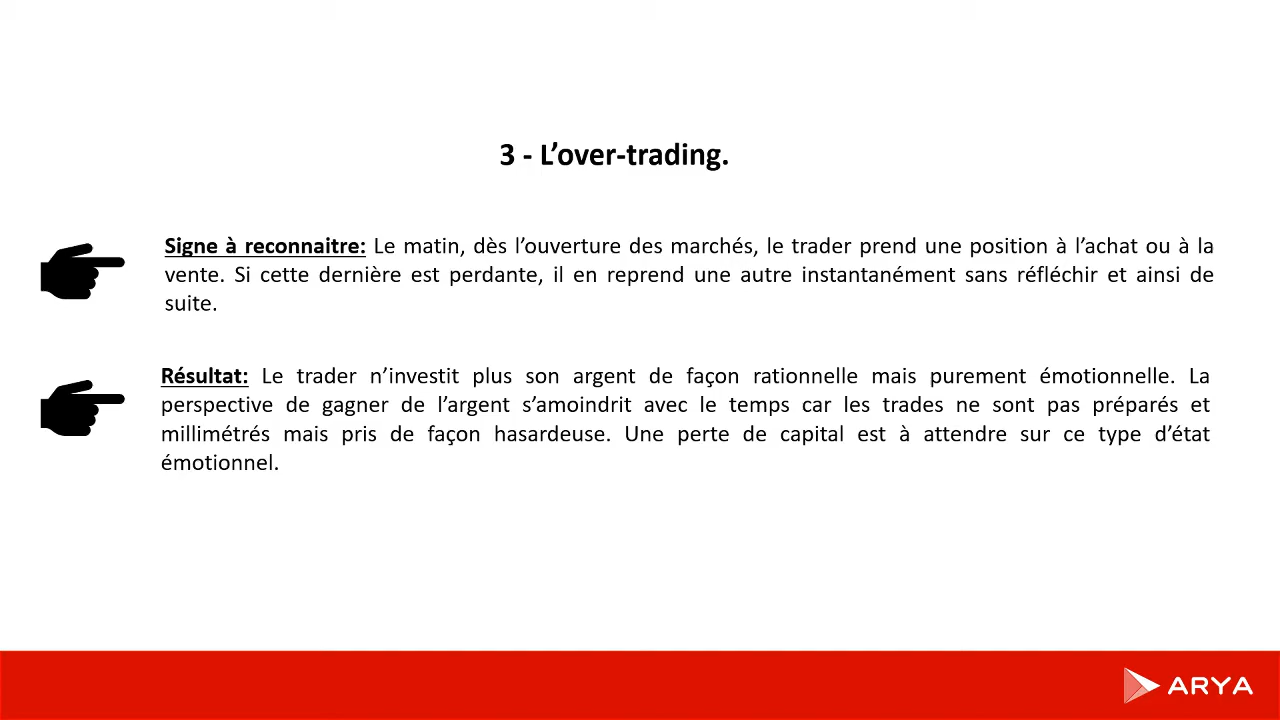 3 - L’over-trading.
Signe à reconnaitre: Le matin, dès l’ouverture des marchés, le trader prend une position à l’achat ou à la
vente. Si cette dernière est perdante, il en reprend une autre instantanément sans réfléchir et ainsi de
suite.
Résultat: Le trader n’investit plus son argent de façon rationnelle mais purement émotionnelle. La
perspective de gagner de l’argent s’amoindrit avec le temps car les trades ne sont pas préparés et
millimétrés mais pris de façon hasardeuse. Une perte de capital est à attendre sur ce type d’état
émotionnel.
ARYA